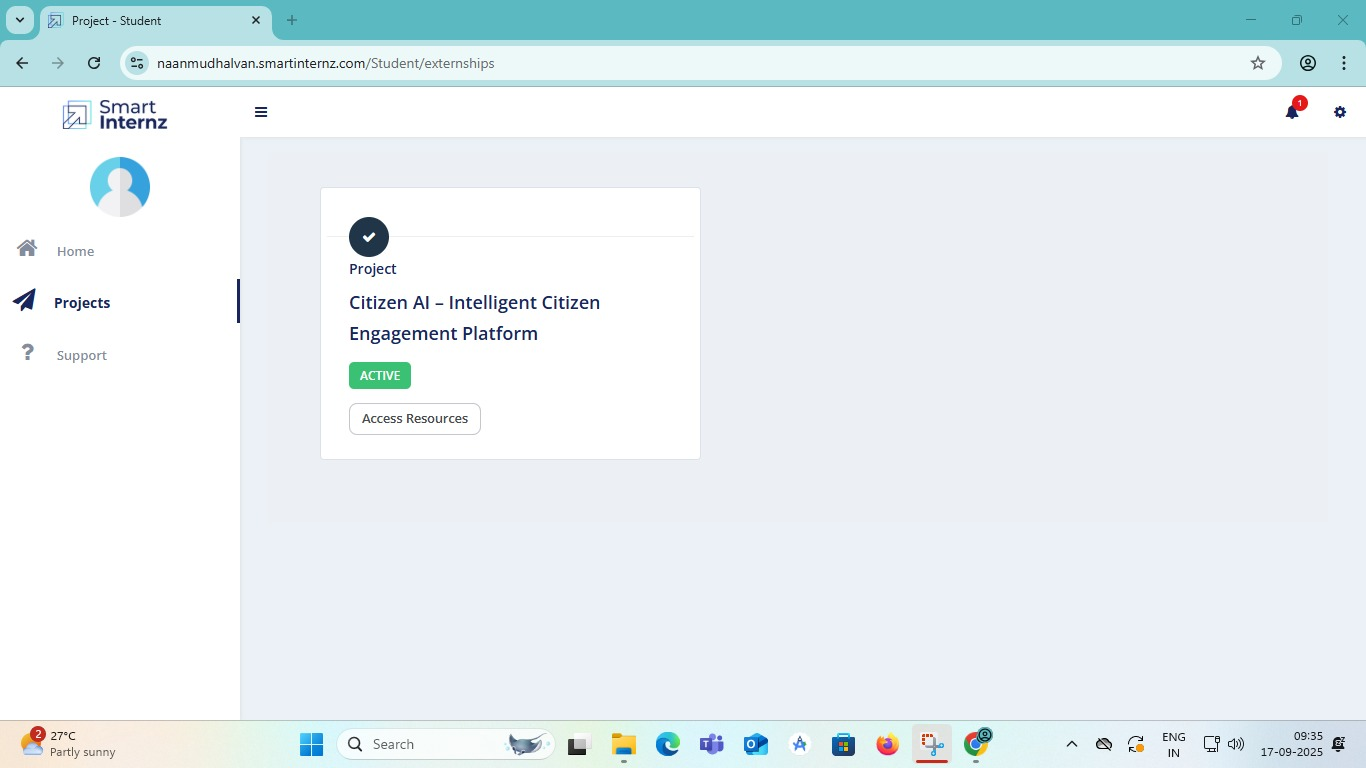 Project - Student
naanmudhalvan.smartinternz.com/Student/externships
Smart
Internz
1
Home
Projects
Support
Project
Citizen AI – Intelligent Citizen
Engagement Platform
ACTIVE
Access Resources
2
27°C
Partly sunny
Search
ENG
IN
09:35
17-09-2025